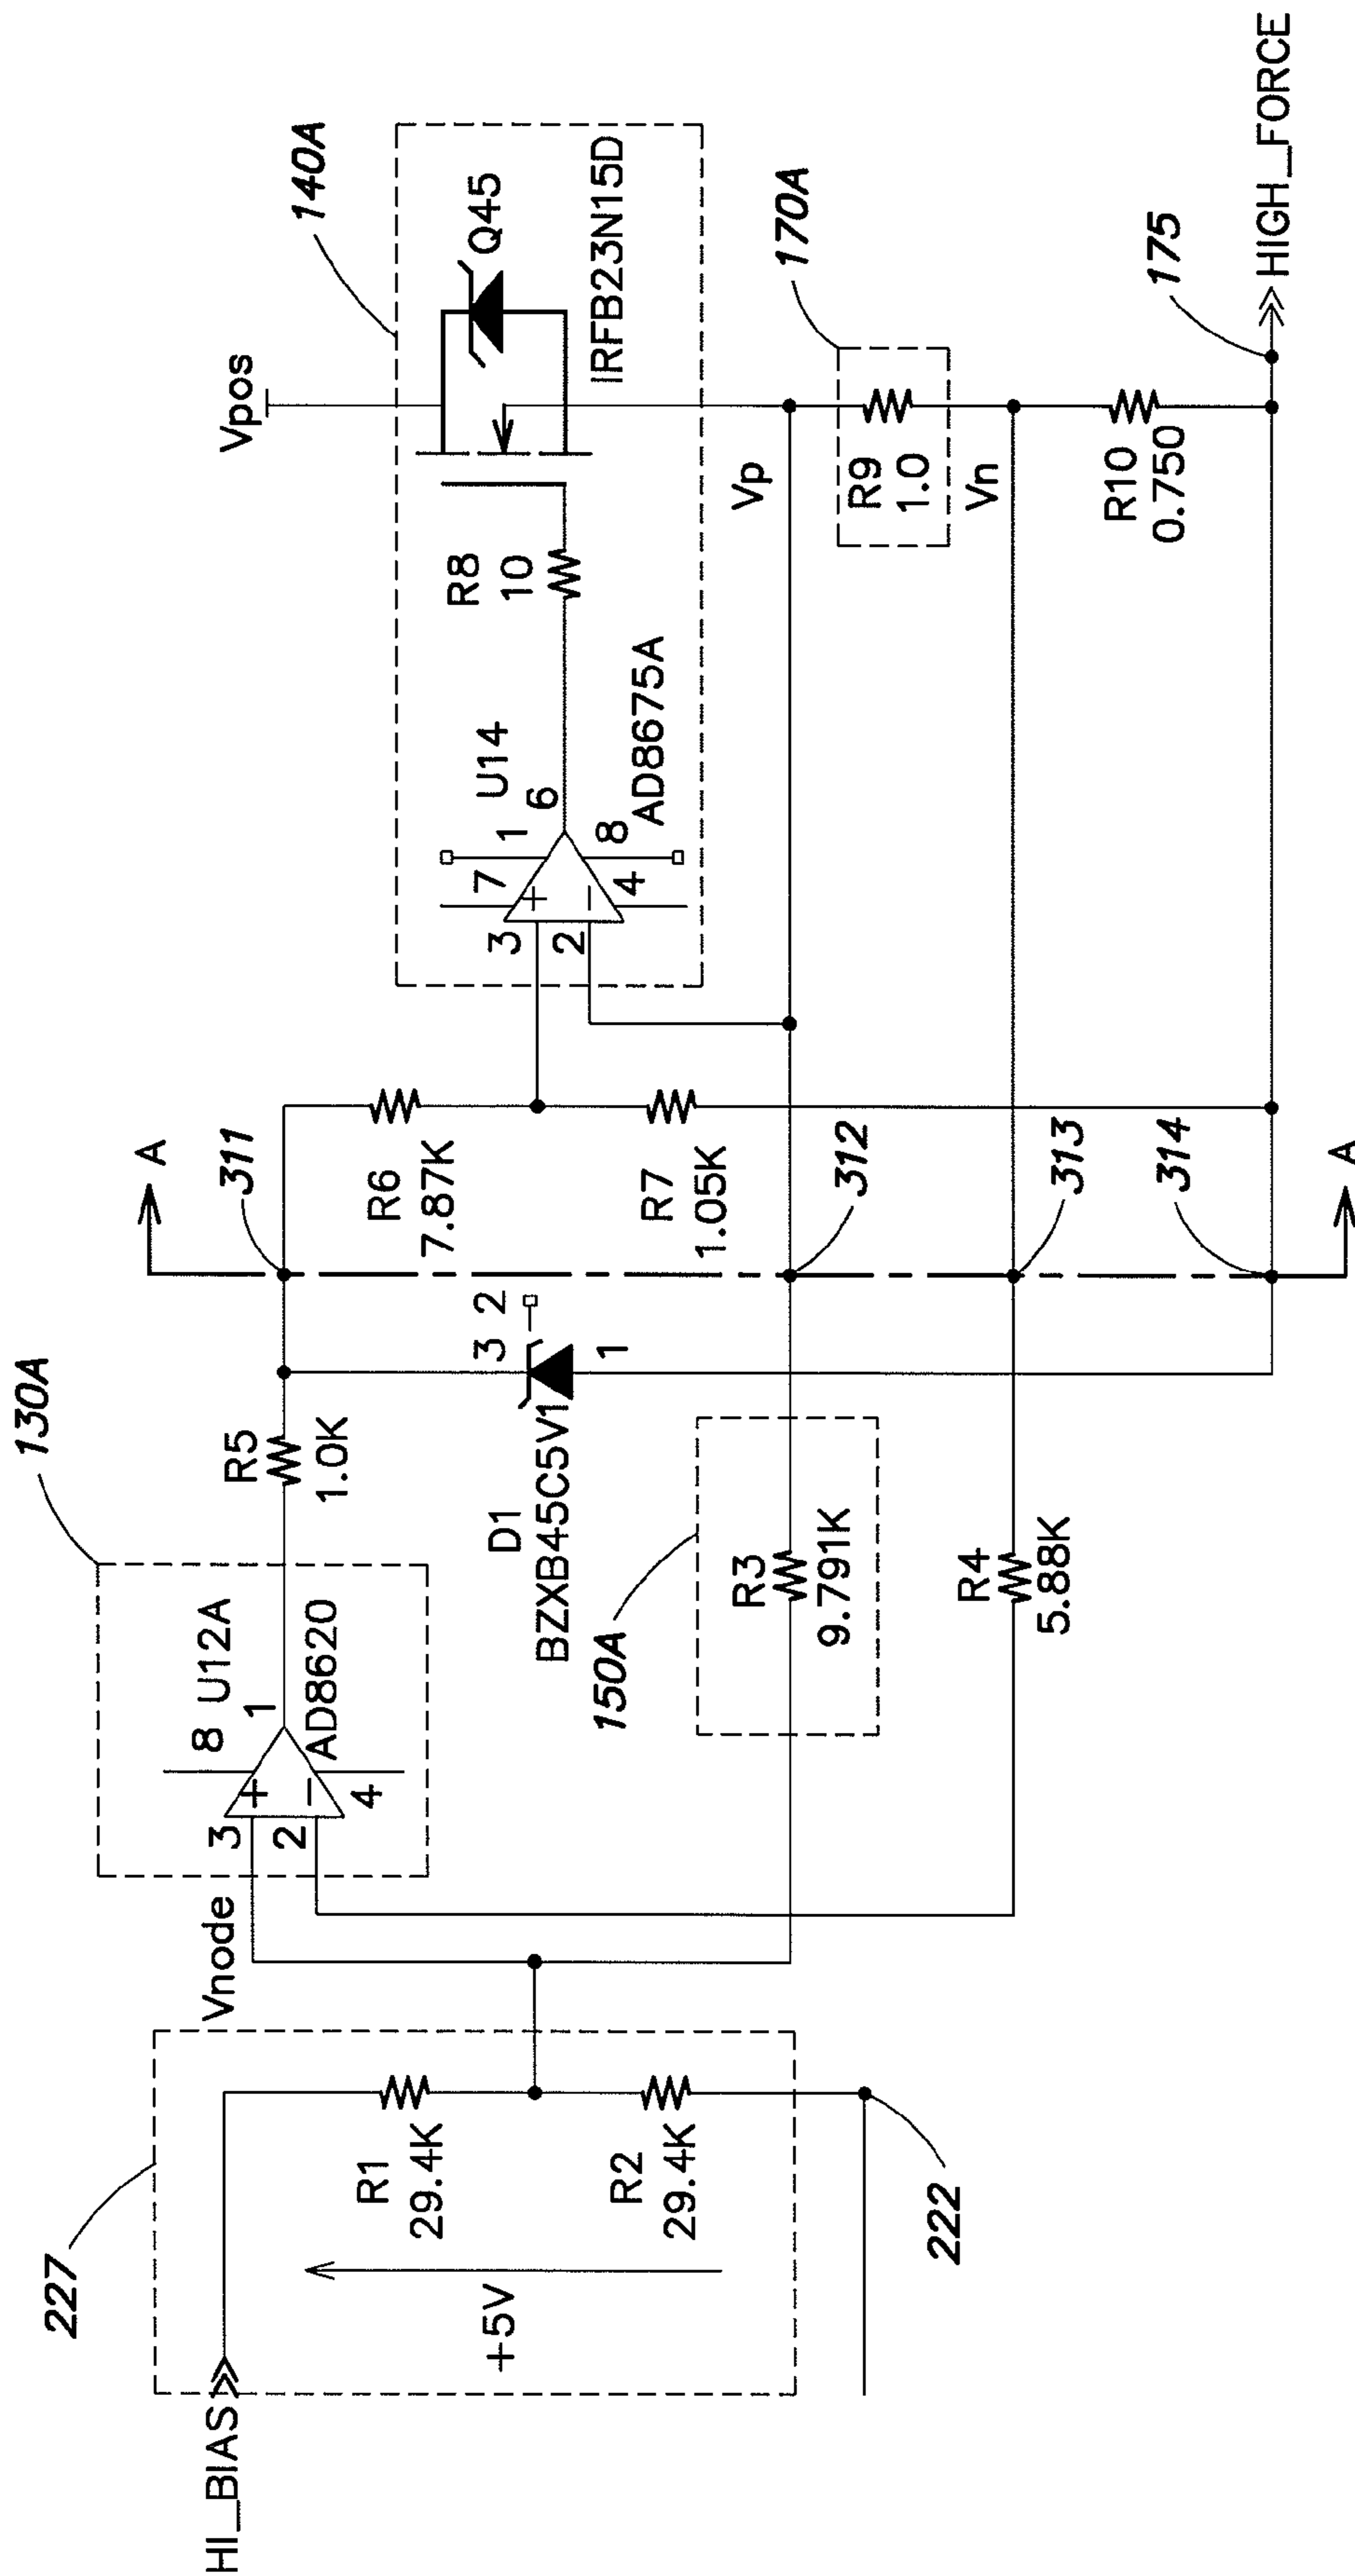 HI_BIAS
227
+5V
R1
29.4K
R2
29.4K
222
Vnode
130A
3
2
8
U12A
1
+
−
4
AD8620
R5
1.0K
D1
BZXB45C5V1
3
2
1
150A
R3
9.791K
R4
5.88K
A
311
R6
7.87K
R7
1.05K
312
313
314
A
140A
3
2
7
1
U14
6
+
−
4
8
AD8675A
R8
10
Vpos
Q45
IRFB23N15D
Vp
170A
R9
1.0
Vn
R10
0.750
175
HIGH_FORCE